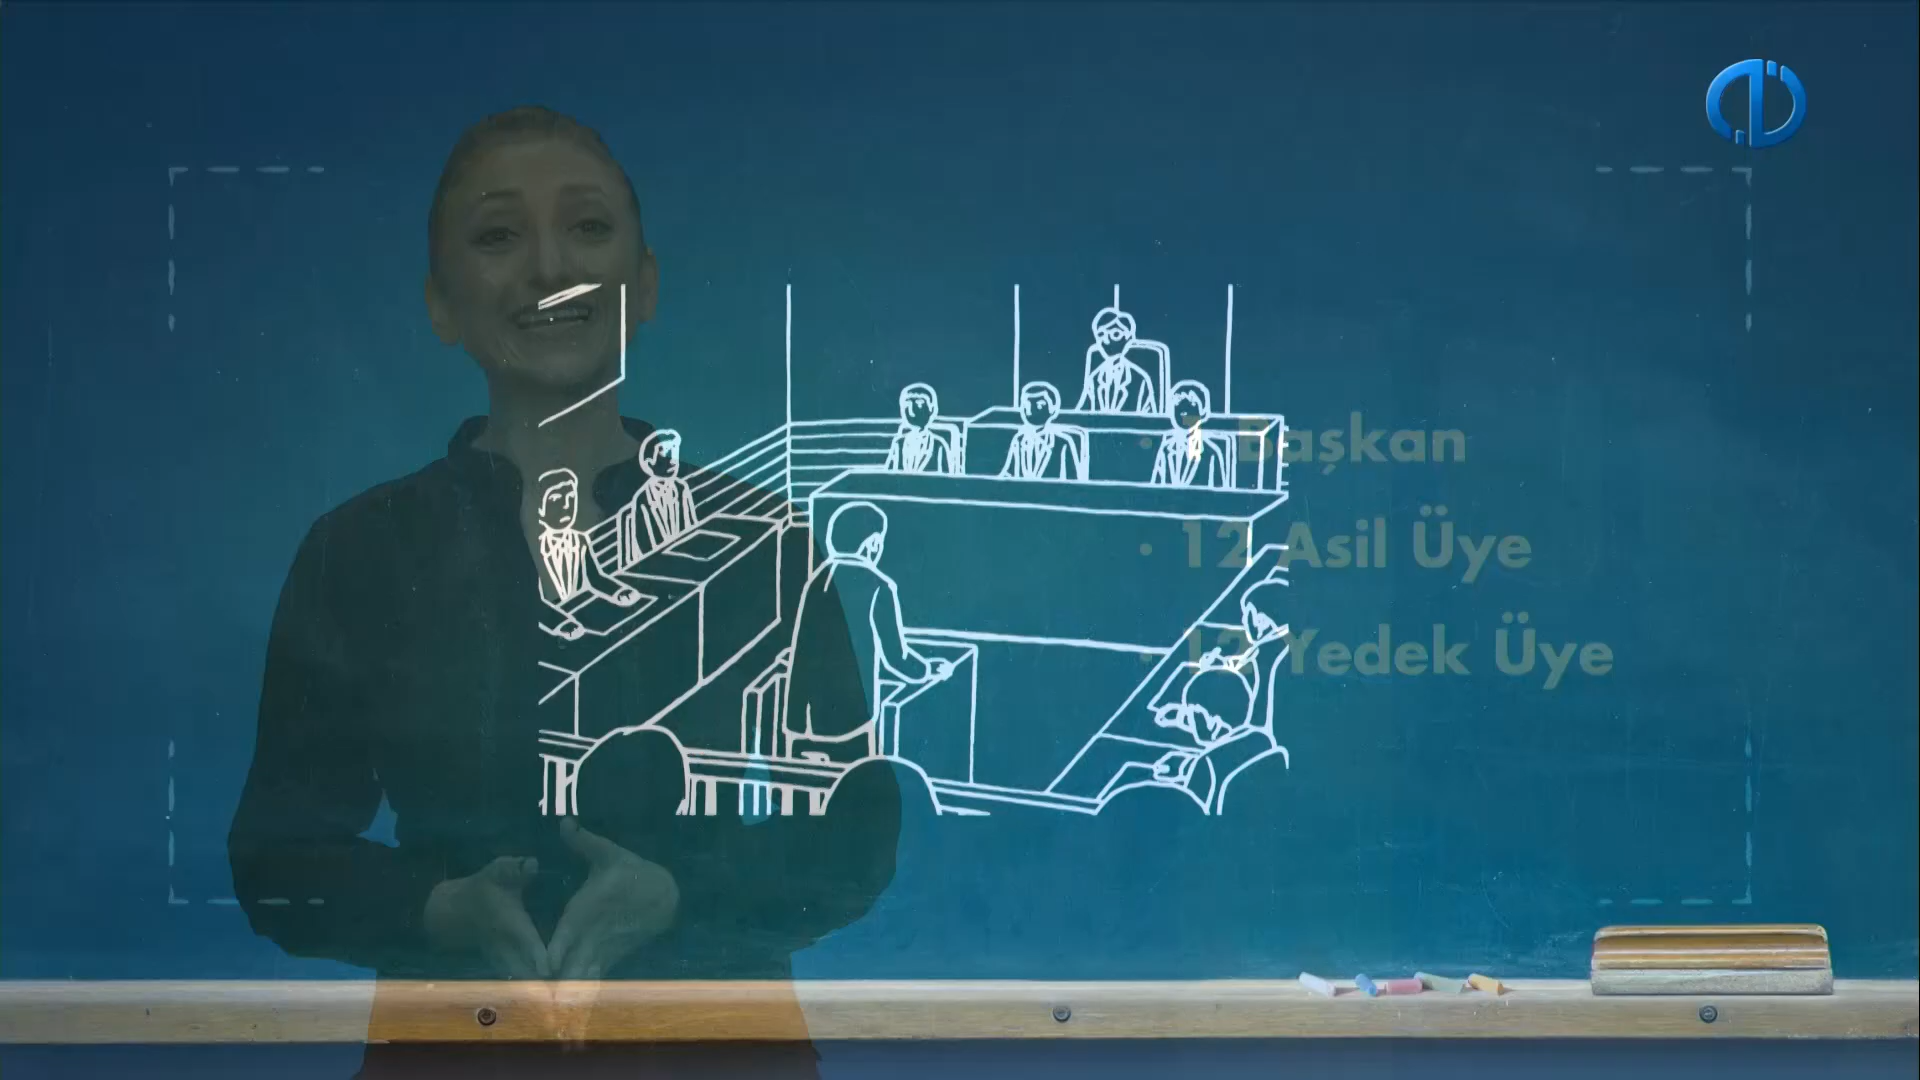 Başkan
• 12 Asil Üye
• 12 Yedek Üye